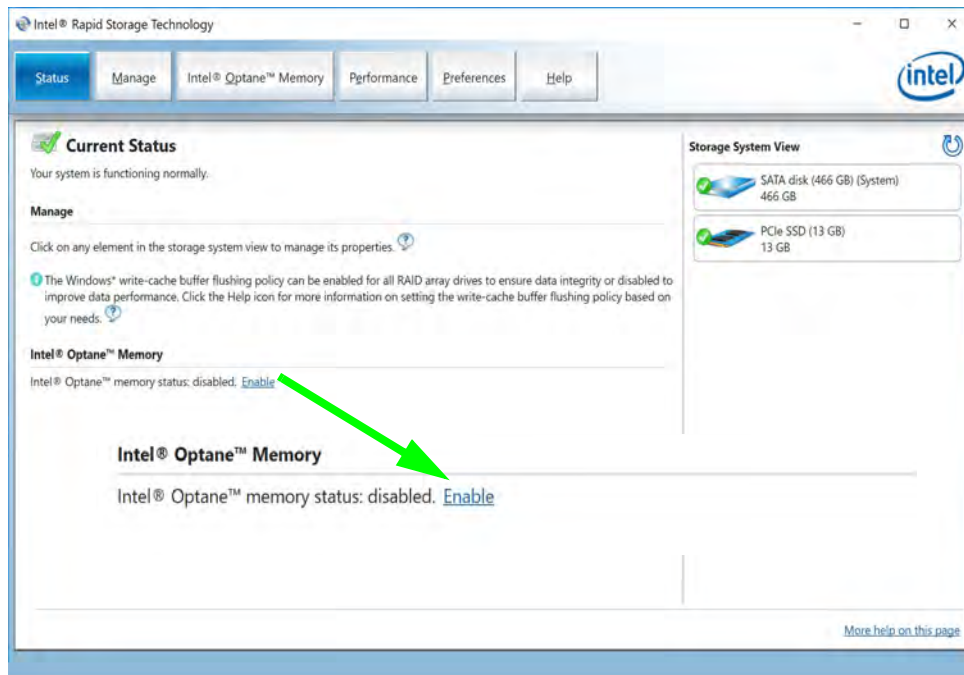 Intel® Rapid Storage Technology
Status
Manage
Intel® Optane™ Memory
Performance
Preferences
Help
intel
Current Status
Your system is functioning normally.
Manage
Click on any element in the storage system view to manage its properties.
The Windows* write-cache buffer flushing policy can be enabled for all RAID array drives to ensure data integrity or disabled to
improve data performance. Click the Help icon for more information on setting the write-cache buffer flushing policy based on
your needs.
Intel® Optane™ Memory
Intel® Optane™ memory status: disabled. Enable
Intel® Optane™ Memory
Intel® Optane™ memory status: disabled. Enable
Storage System View
SATA disk (466 GB) (System)
466 GB
PCIe SSD (13 GB)
13 GB
More help on this page